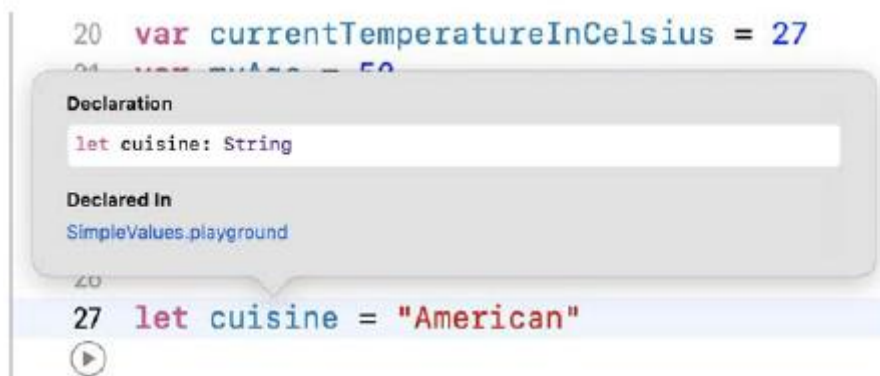 20 var currentTemperatureInCelsius = 27
Declaration
let cuisine: String
Declared In
SimpleValues.playground
27 let cuisine = "American"